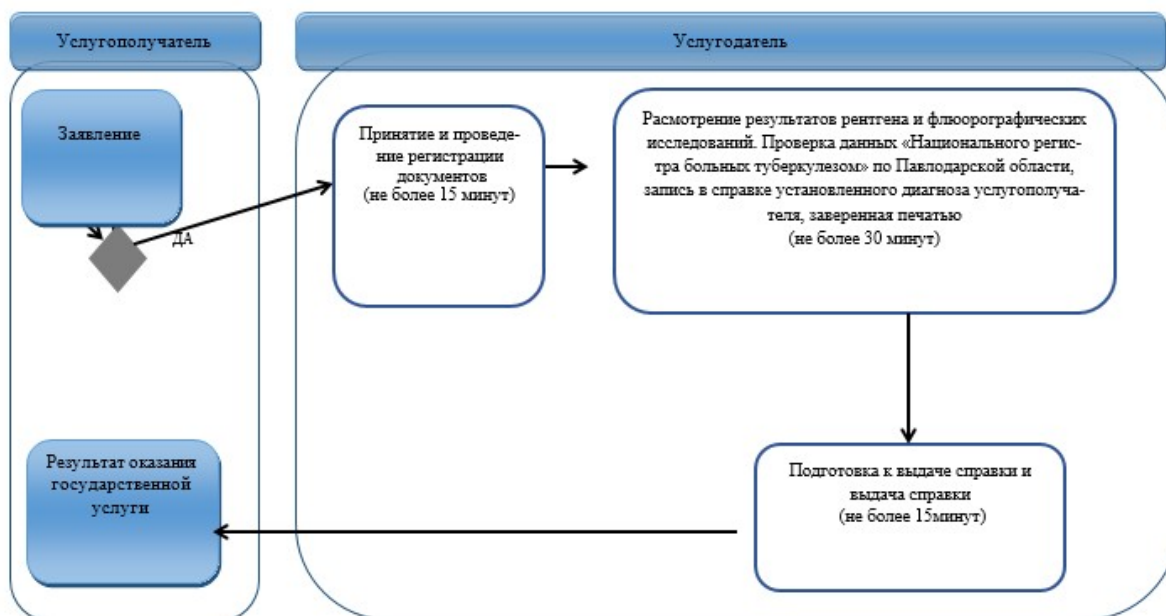 Услугополучатель
Услугодатель
Заявление
ДА
Принятие и проведе-
ние регистрации
документов
(не более 15 минут)
Расмотрение результатов рентгена и флюорографических
исследований. Проверка данных «Национального регис-
тра больных туберкулезом» по Павлодарской области,
запись в справке установленного диагноза услугополуча-
теля, заверенная печатью
(не более 30 минут)
Подготовка к выдаче справки и
выдача справки
(не более 15минут)
Результат оказания
государственной
услуги